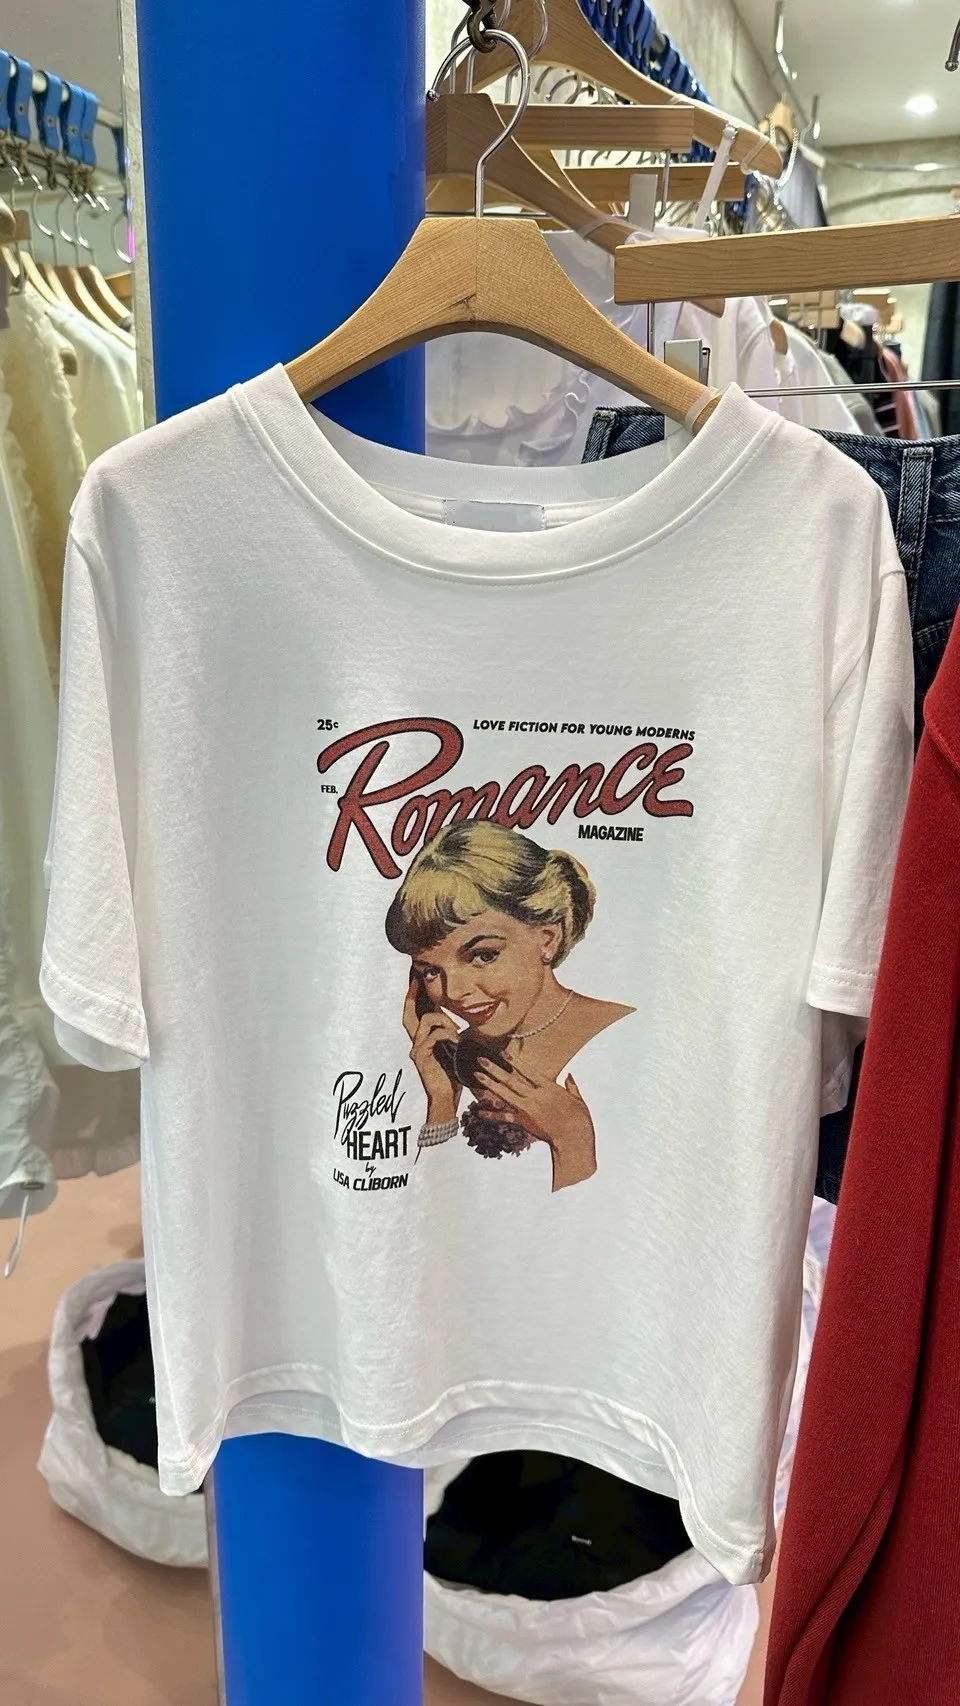 25¢
LOVE FICTION FOR YOUNG MODERNS
FEB.
Romance
MAGAZINE
Puzzled
HEART
by
LISA CLIBORN